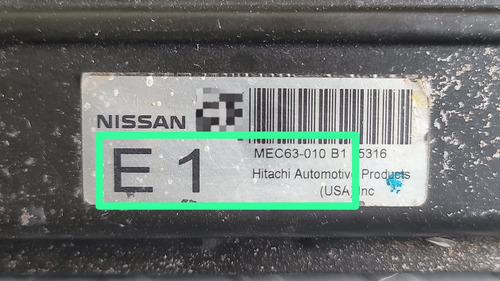 NISSAN
MEC63-010 B1 5316
E 1
Hitachi Automotive Products
(USA) Inc